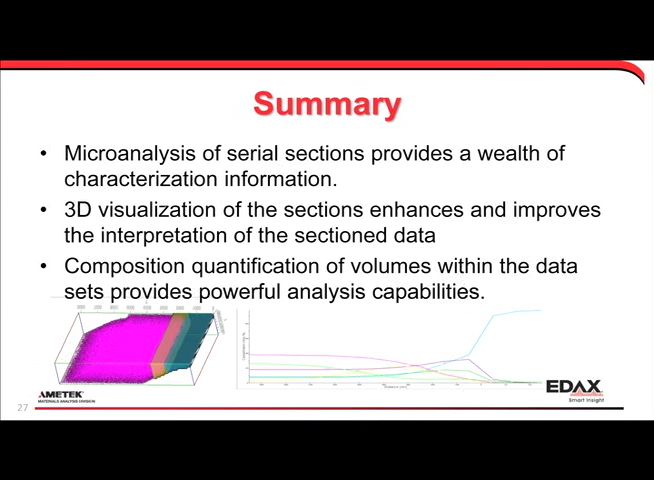 Summary
• Microanalysis of serial sections provides a wealth of
characterization information.
• 3D visualization of the sections enhances and improves
the interpretation of the sectioned data
• Composition quantification of volumes within the data
sets provides powerful analysis capabilities.
AMETEK
MATERIALS ANALYSIS DIVISION
EDAX
Smart Insight
27